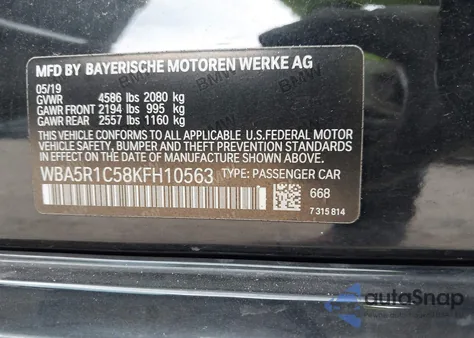 MFD BY BAYERISCHE MOTOREN WERKE AG
05/19
GVWR 4586 lbs 2080 kg
GAWR FRONT 2194 lbs 995 kg
GAWR REAR 2557 lbs 1160 kg
THIS VEHICLE CONFORMS TO ALL APPLICABLE U.S.FEDERAL MOTOR
VEHICLE SAFETY, BUMPER AND THEFT PREVENTION STANDARDS
IN EFFECT ON THE DATE OF MANUFACTURE SHOWN ABOVE.
WBA5R1C58KFH10563 TYPE: PASSENGER CAR
668
7 315 814
autoSnap